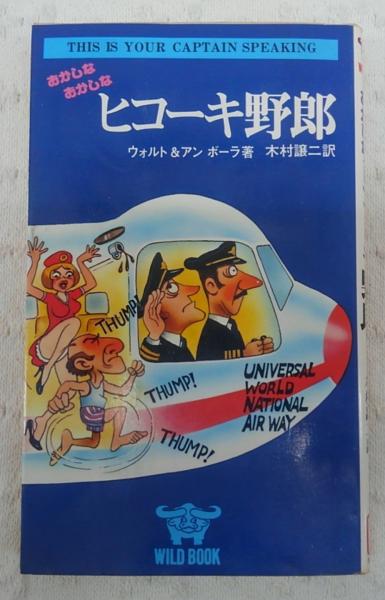 THIS IS YOUR CAPTAIN SPEAKING
おかしな
おかしな
ヒコーキ野郎
ウォルト&アン ボーラ著 木村譲二訳
THUMP!
THUMP!
THUMP!
UNIVERSAL
WORLD
NATIONAL
AIR WAY
WILD BOOK